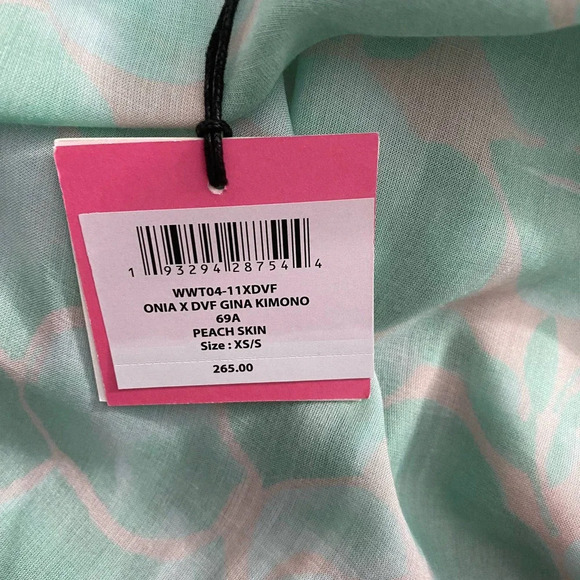 1 93294 28754 4
WWT04-11XDVF
ONIA X DVF GINA KIMONO
69A
PEACH SKIN
Size : XS/S
265.00